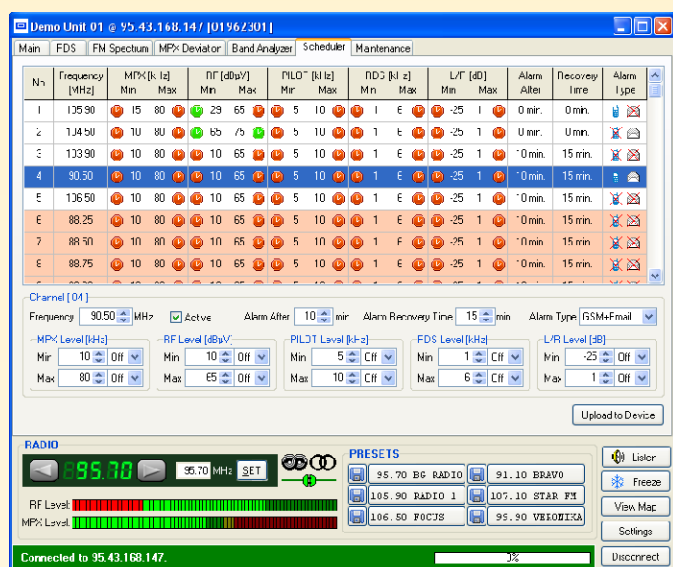 Demo Unit 01 @ 95.43.168.147 [01962301]
Main FDS FM Spectrum MPX Deviator Band Analyzer Scheduler Mantenance
No Frequency [MHz] MPX [kHz] Min Max RF [dBµV] Min Max PILOT [kHz] Min Max RDS [kHz] Min Max L/R [dB] Min Max Alarm After Recovery Time Alarm Type
1 105.90 15 80 29 65 5 10 1 6 -25 1 0 min. 0 min.
2 104.50 10 80 65 75 5 10 1 6 -25 1 0 min. 0 min.
3 103.90 10 80 10 65 5 10 1 6 -25 1 10 min. 15 min.
4 90.50 10 80 10 65 5 10 1 6 -25 1 10 min. 15 min.
5 106.50 10 80 10 65 5 10 1 6 -25 1 10 min. 15 min.
6 88.25 10 80 10 65 5 10 1 6 -25 1 10 min. 15 min.
7 88.50 10 80 10 65 5 10 1 6 -25 1 10 min. 15 min.
8 88.75 10 80 10 65 5 10 1 6 -25 1 10 min. 15 min.
Channel [ 04 ]
Frequency 90.50 MHz Active Alarm After 10 min Alarm Recovery Time 15 min Alarm Type GSM+Email
MPX Level [kHz] RF Level [dBµV] PILOT Level [kHz] FDS Level [kHz] L/R Level [dB]
Min 10 Off Min 10 Off Min 5 Off Min 1 Off Min -25 Off
Max 80 Off Max 65 Off Max 10 Off Max 6 Off Max 1 Off
Upload to Device
RADIO
95.70 95.70 MHz SET
RF Level:
MPX Level:
PRESETS
95.70 BG RADIO 91.10 BRAVO
105.90 RADIO 1 107.10 STAR FM
106.50 FOCUS 99.90 VERONIKA
Listen
Freeze
View Map
Settings
Disconnect
Connected to 95.43.168.147. 0%